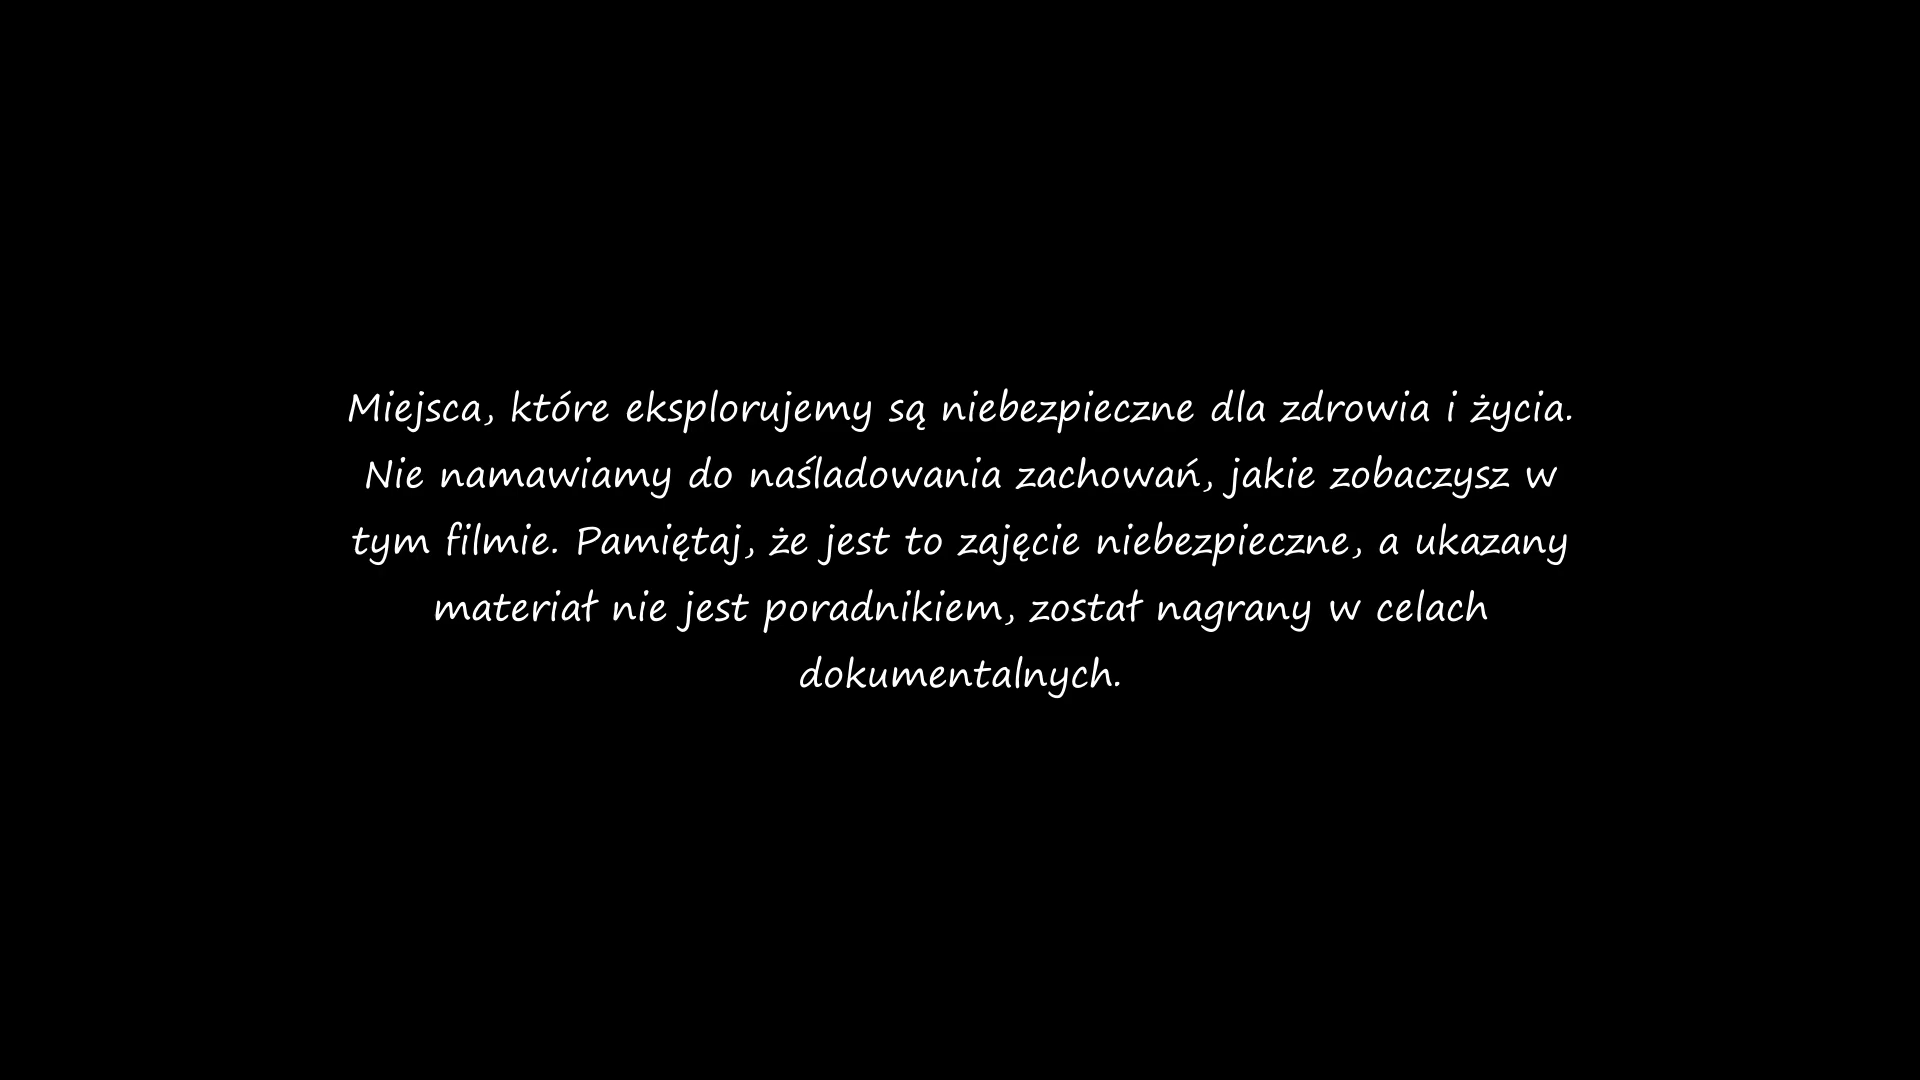 Miejsca, które eksplorujemy są niebezpieczne dla zdrowia i życia.
Nie namawiamy do naśladowania zachowań, jakie zobaczysz w
tym filmie. Pamiętaj, że jest to zajęcie niebezpieczne, a ukazany
materiał nie jest poradnikiem, został nagrany w celach
dokumentalnych.